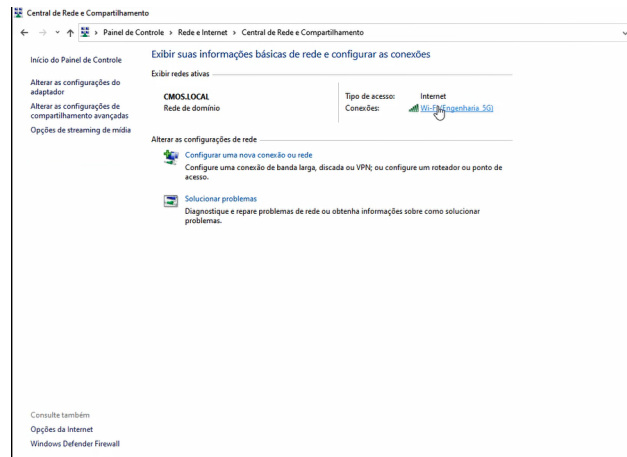 Central de Rede e Compartilhamento
Painel de Controle > Rede e Internet > Central de Rede e Compartilhamento
Início do Painel de Controle
Alterar as configurações do
adaptador
Alterar as configurações de
compartilhamento avançadas
Opções de streaming de mídia
Exibir suas informações básicas de rede e configurar as conexões
Exibir redes ativas
CMOS.LOCAL
Rede de domínio
Tipo de acesso: Internet
Conexões: Wi-Fi (Engenharia 5G)
Alterar as configurações de rede
Configurar uma nova conexão ou rede
Configure uma conexão de banda larga, discada ou VPN; ou configure um roteador ou ponto de
acesso.
Solucionar problemas
Diagnostique e repare problemas de rede ou obtenha informações sobre como solucionar
problemas.
Consulte também
Opções da Internet
Windows Defender Firewall